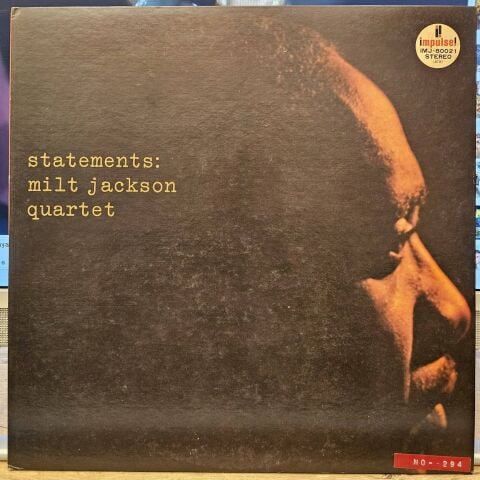 impulse!
IMJ-80021
STEREO
statements:
milt jackson
quartet
NO--294